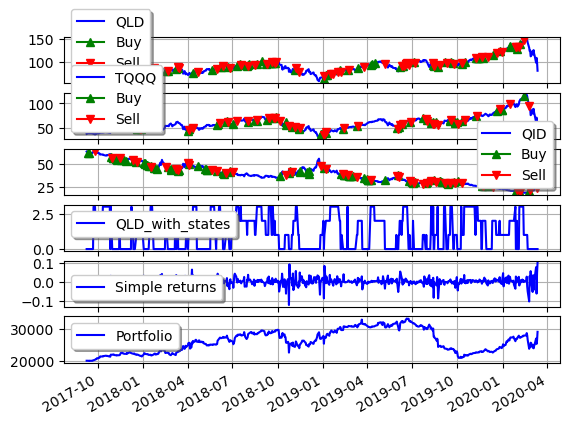 QLD
Buy
Sell
150
100
TQQQ
Buy
Sell
100
50
QID
Buy
Sell
50
25
QLD_with_states
2.5
0.0
Simple returns
0.1
0.0
−0.1
Portfolio
30000
20000
2017-10 2018-01 2018-04 2018-07 2018-10 2019-01 2019-04 2019-07 2019-10 2020-01 2020-04